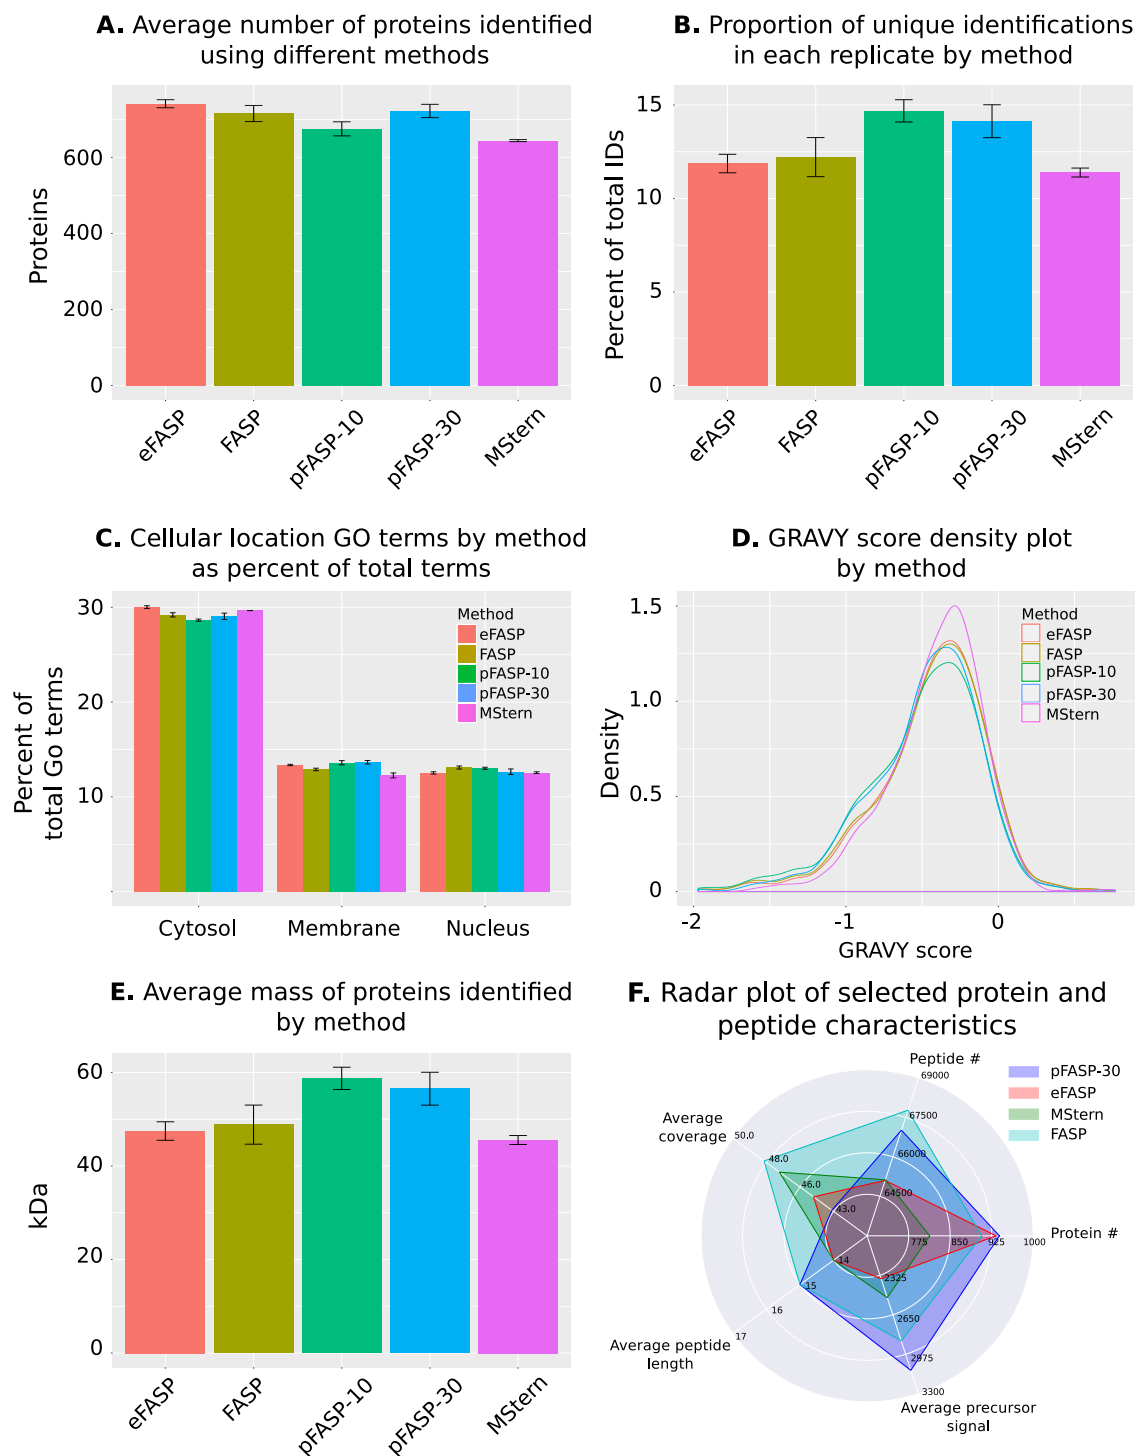 A. Average number of proteins identified
using different methods
Proteins
600
400
200
0
eFASP
FASP
pFASP-10
pFASP-30
MStern
B. Proportion of unique identifications
in each replicate by method
Percent of total IDs
15
10
5
0
eFASP
FASP
pFASP-10
pFASP-30
MStern
C. Cellular location GO terms by method
as percent of total terms
Percent of
total Go terms
30
20
10
Method
eFASP
FASP
pFASP-10
pFASP-30
MStern
Cytosol
Membrane
Nucleus
D. GRAVY score density plot
by method
Density
1.5
1.0
0.5
0
Method
eFASP
FASP
pFASP-10
pFASP-30
MStern
-2
-1
0
GRAVY score
E. Average mass of proteins identified
by method
kDa
60
40
20
0
eFASP
FASP
pFASP-10
pFASP-30
MStern
F. Radar plot of selected protein and
peptide characteristics
pFASP-30
eFASP
MStern
FASP
Peptide #
69000
67500
66000
64500
Average
coverage
50.0
48.0
46.0
43.0
Protein #
775
850
925
1000
14
15
16
17
Average peptide
length
2325
2650
2975
3300
Average precursor
signal